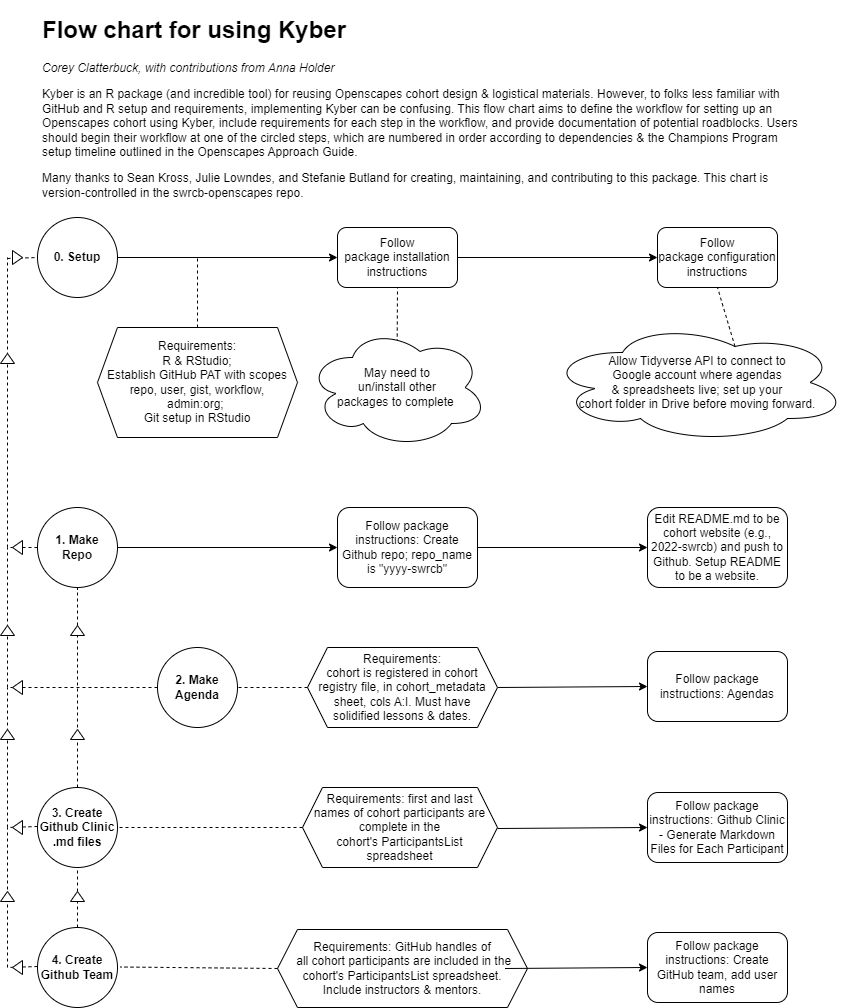 Flow chart for using Kyber
Corey Clatterbuck, with contributions from Anna Holder
Kyber is an R package (and incredible tool) for reusing Openscapes cohort design & logistical materials. However, to folks less familiar with
GitHub and R setup and requirements, implementing Kyber can be confusing. This flow chart aims to define the workflow for setting up an
Openscapes cohort using Kyber, include requirements for each step in the workflow, and provide documentation of potential roadblocks. Users
should begin their workflow at one of the circled steps, which are numbered in order according to dependencies & the Champions Program
setup timeline outlined in the Openscapes Approach Guide.
Many thanks to Sean Kross, Julie Lowndes, and Stefanie Butland for creating, maintaining, and contributing to this package. This chart is
version-controlled in the swrcb-openscapes repo.
0. Setup
Follow
package installation
instructions
Follow
package configuration
instructions
Requirements:
R & RStudio;
Establish GitHub PAT with scopes
repo, user, gist, workflow,
admin:org;
Git setup in RStudio
May need to
un/install other
packages to complete
Allow Tidyverse API to connect to
Google account where agendas
& spreadsheets live; set up your
cohort folder in Drive before moving forward.
1. Make
Repo
Follow package
instructions: Create
Github repo; repo_name
is "yyyy-swrcb"
Edit README.md to be
cohort website (e.g.,
2022-swrcb) and push to
Github. Setup README
to be a website.
2. Make
Agenda
Requirements:
cohort is registered in cohort
registry file, in cohort_metadata
sheet, cols A:I. Must have
solidified lessons & dates.
Follow package
instructions: Agendas
3. Create
Github Clinic
.md files
Requirements: first and last
names of cohort participants are
complete in the
cohort's ParticipantsList
spreadsheet
Follow package
instructions: Github Clinic
- Generate Markdown
Files for Each Participant
4. Create
Github Team
Requirements: GitHub handles of
all cohort participants are included in the
cohort's ParticipantsList spreadsheet.
Include instructors & mentors.
Follow package
instructions: Create
GitHub team, add user
names